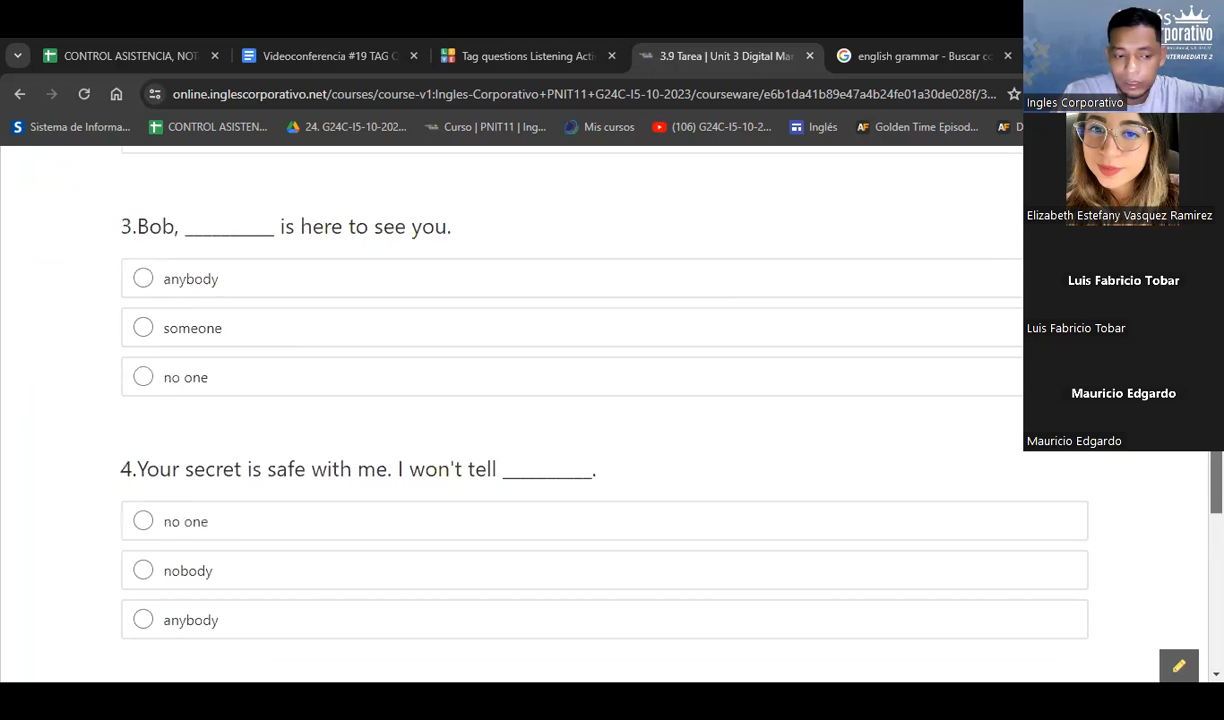 CONTROL ASISTENCIA, NOT
Videoconferencia #19 TAG C
Tag questions Listening Acti
3.9 Tarea | Unit 3 Digital Mar
english grammar - Buscar co
online.inglescorporativo.net/courses/course-v1:Ingles-Corporativo+PNIT11+G24C-I5-10-2023/courseware/e6b1da41b89e47a4b24fe01a30de028f/3...
Sistema de Informa...
CONTROL ASISTEN...
24. G24C-I5-10-202...
Curso | PNIT11 | Ing...
Mis cursos
(106) G24C-I5-10-2...
Inglés
Golden Time Episod...
3.Bob, __________ is here to see you.
anybody
someone
no one
4.Your secret is safe with me. I won't tell __________.
no one
nobody
anybody
Ingles Corporativo
Elizabeth Estefany Vasquez Ramirez
Luis Fabricio Tobar
Luis Fabricio Tobar
Mauricio Edgardo
Mauricio Edgardo